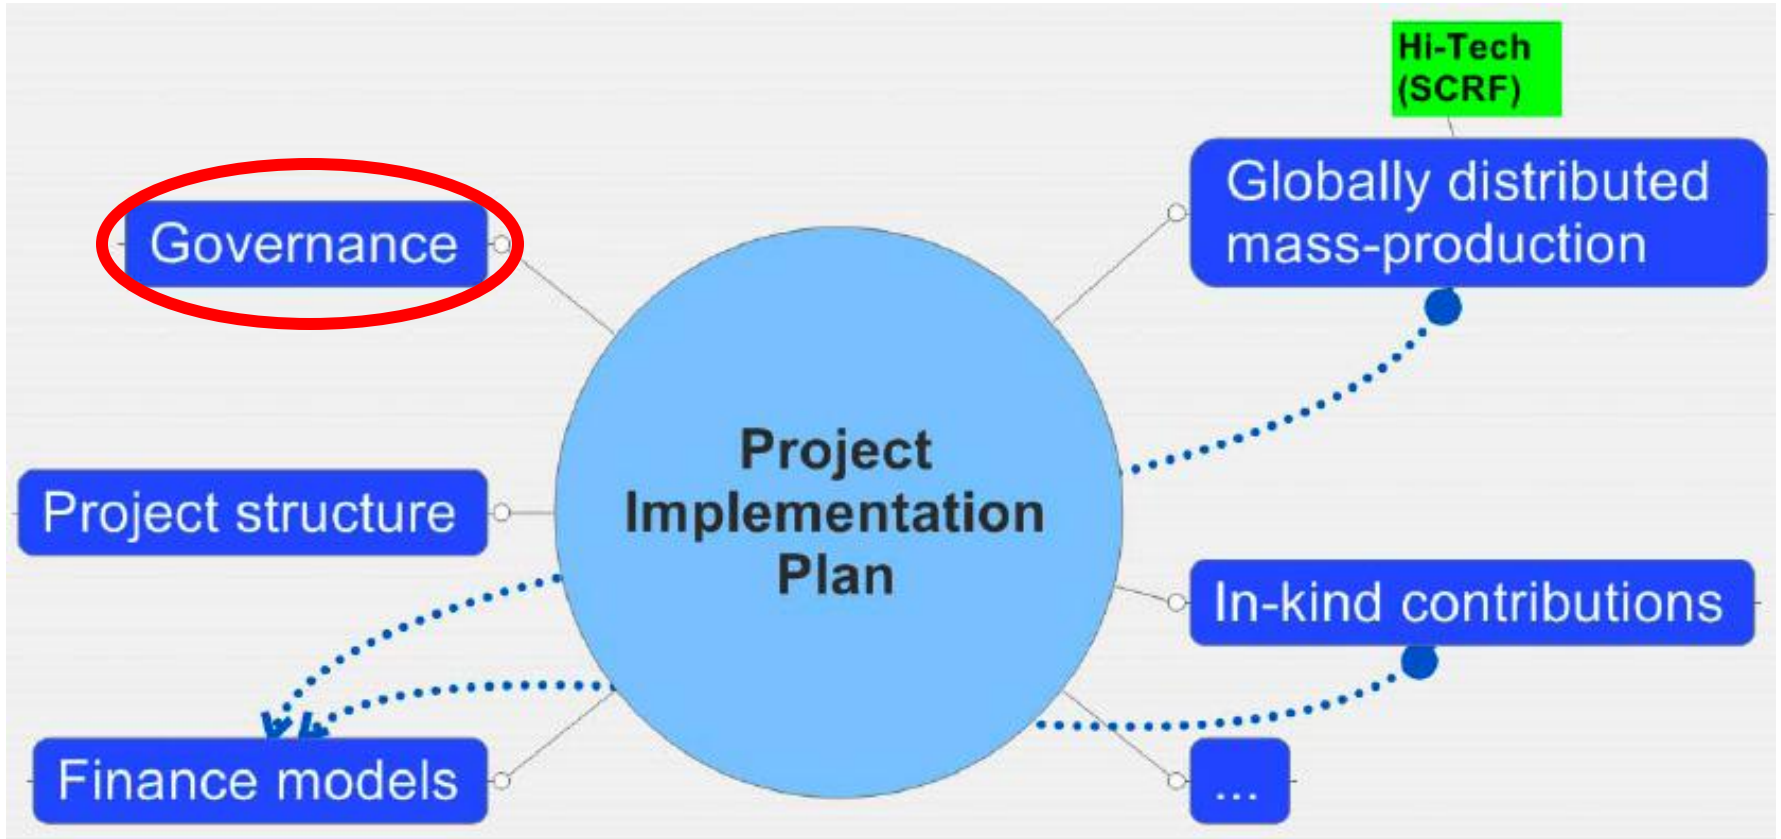 Hi-Tech
(SCRF)
Globally distributed
mass-production
Governance
Project
Implementation
Plan
Project structure
In-kind contributions
Finance models
...